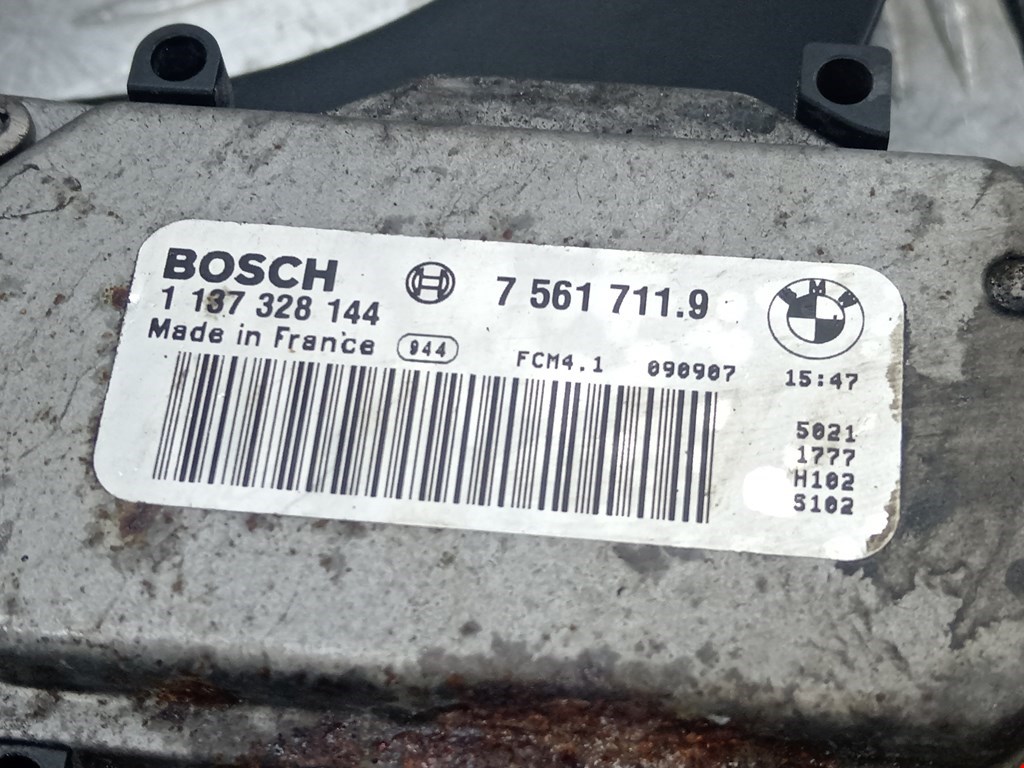 BOSCH
1 137 328 144
7 561 711.9
BMW
Made in France
944
FCM4.1 090907 15:47
5021
1777
H102
S102